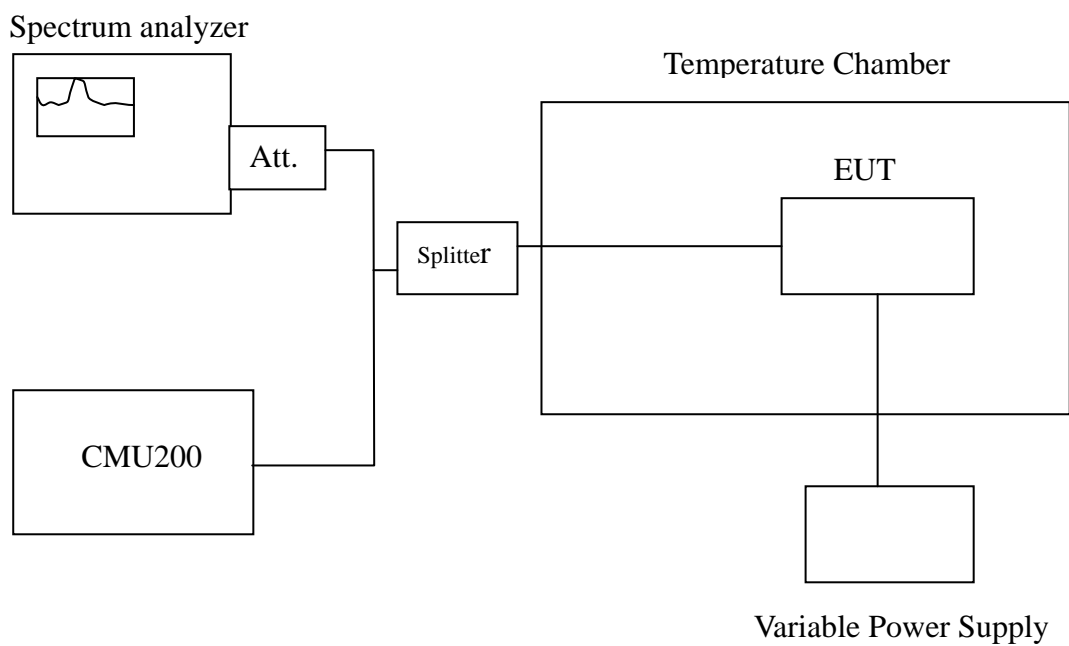 Spectrum analyzer
Temperature Chamber
Att.
EUT
Splitter
CMU200
Variable Power Supply